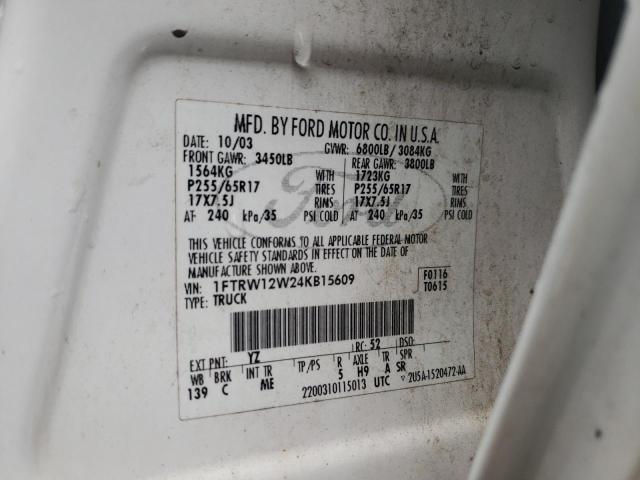 MFD. BY FORD MOTOR CO. IN U.S.A.
DATE: 10/03 GVWR: 6800LB/ 3084KG
FRONT GAWR: 3450LB REAR GAWR: 3800LB
1564KG WITH 1723KG WITH
P255/65R17 TIRES P255/65R17 TIRES
17X7.5J RIMS 17X7.5J RIMS
AT 240 kPa/35 PSI COLD AT 240 kPa/35 PSI COLD
Ford
THIS VEHICLE CONFORMS TO ALL APPLICABLE FEDERAL MOTOR
VEHICLE SAFETY STANDARDS IN EFFECT ON THE DATE OF
MANUFACTURE SHOWN ABOVE.
VIN: 1FTRW12W24KB15609 F0116
TYPE: TRUCK T0615
EXT PNT: YZ RC: 52 DSO:
WB BRK INT TR TP/PS R AXLE TR SPR
139 C ME 5 H9 A SR
2200310115013 UTC ▽ 2U5A-1520472-AA